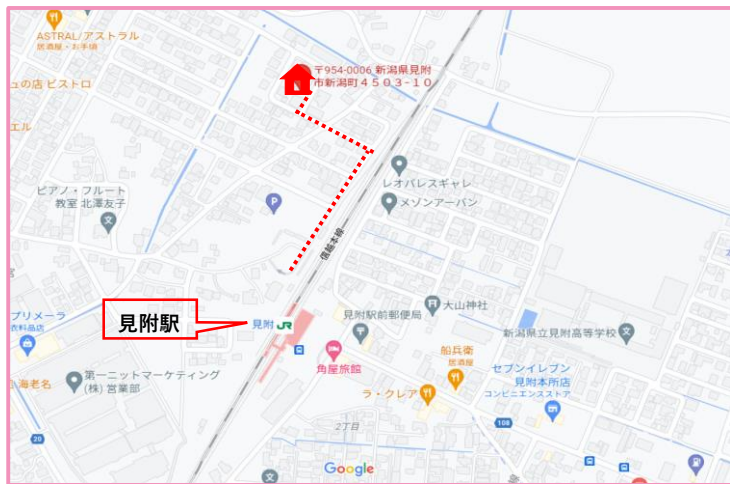 ASTRAL/アストラル
居酒屋・お手頃
〒954-0006 新潟県見附
市新潟町4503-10
ュの店 ビストロ
エル
レオパレスギャレ
メゾンアーバン
ピアノ・フルート
教室 北澤友子
P
信越本線
見附駅
見附 JR
見附駅前郵便局
大山神社
新潟県立見附高等学校
プリメーラ
衣料品店
角屋旅館
船兵衛
居酒屋
セブンイレブン
見附本所店
コンビニエンスストア
第一ニットマーケティング
(株) 営業部
海老名
ラ・クレア
2丁目
20
108
Google